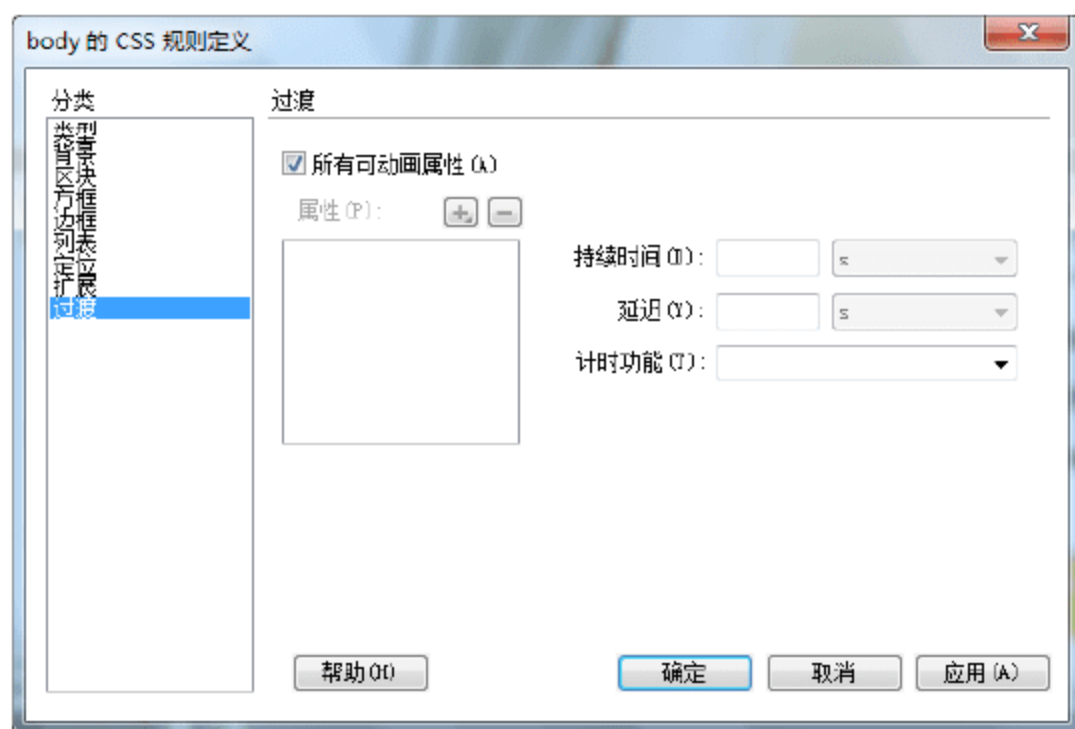 body 的 CSS 规则定义
分类
类型
背景
区块
方框
边框
列表
定位
扩展
过度
过渡
所有可动画属性(A)
属性(P):
持续时间(D): s
延迟(Y): s
计时功能(T):
帮助(H)
确定
取消
应用(A)